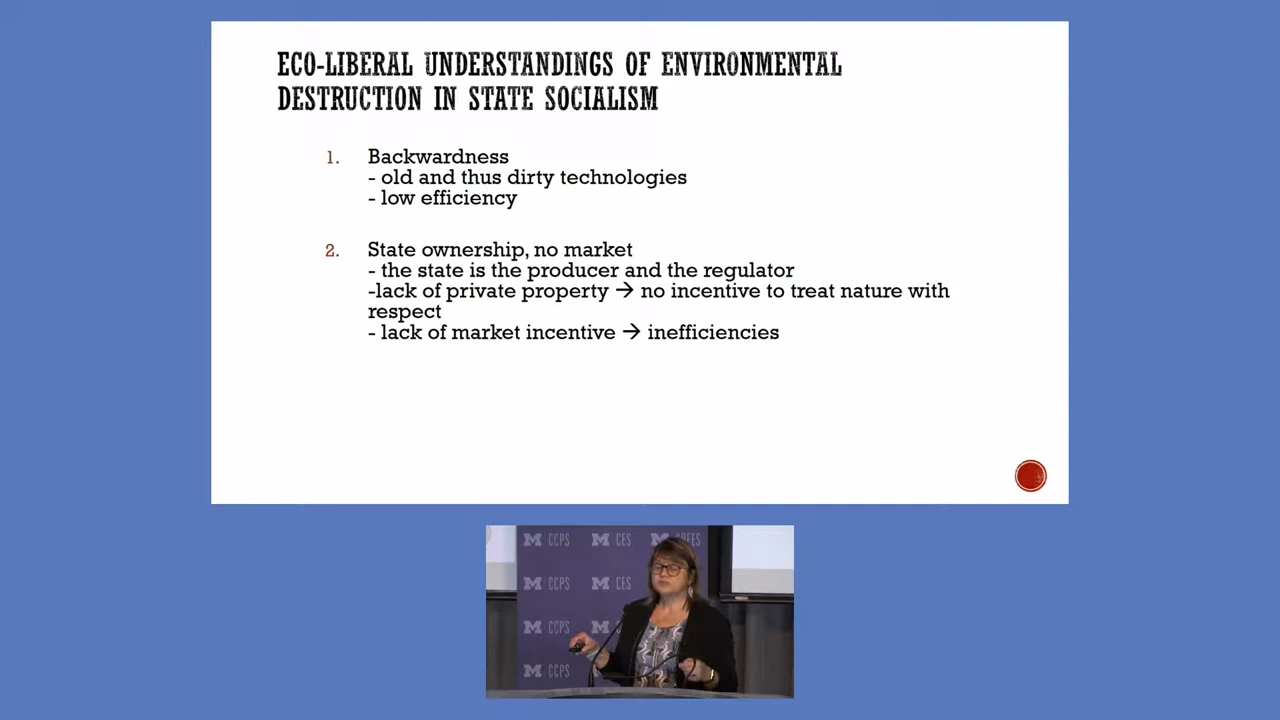 ECO-LIBERAL UNDERSTANDINGS OF ENVIRONMENTAL
DESTRUCTION IN STATE SOCIALISM
1. Backwardness
- old and thus dirty technologies
- low efficiency
2. State ownership, no market
- the state is the producer and the regulator
-lack of private property → no incentive to treat nature with
respect
- lack of market incentive → inefficiencies
M CCPS M CES M
M CCPS M CES
M CCPS M
M CCPS